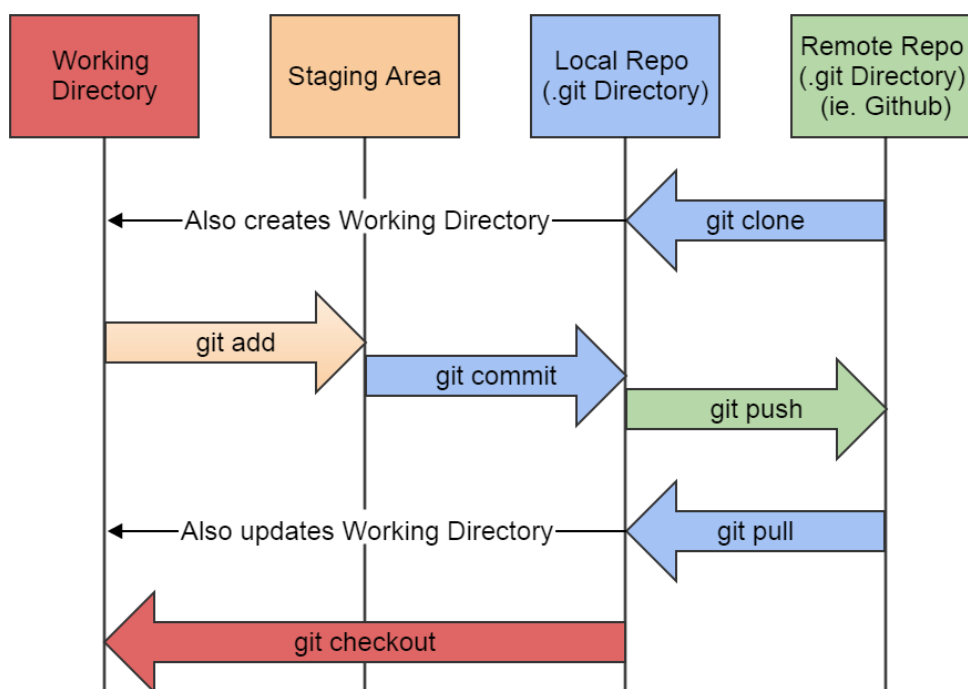 Working
Directory
Staging Area
Local Repo
(.git Directory)
Remote Repo
(.git Directory)
(ie. Github)
Also creates Working Directory
git clone
git add
git commit
git push
Also updates Working Directory
git pull
git checkout